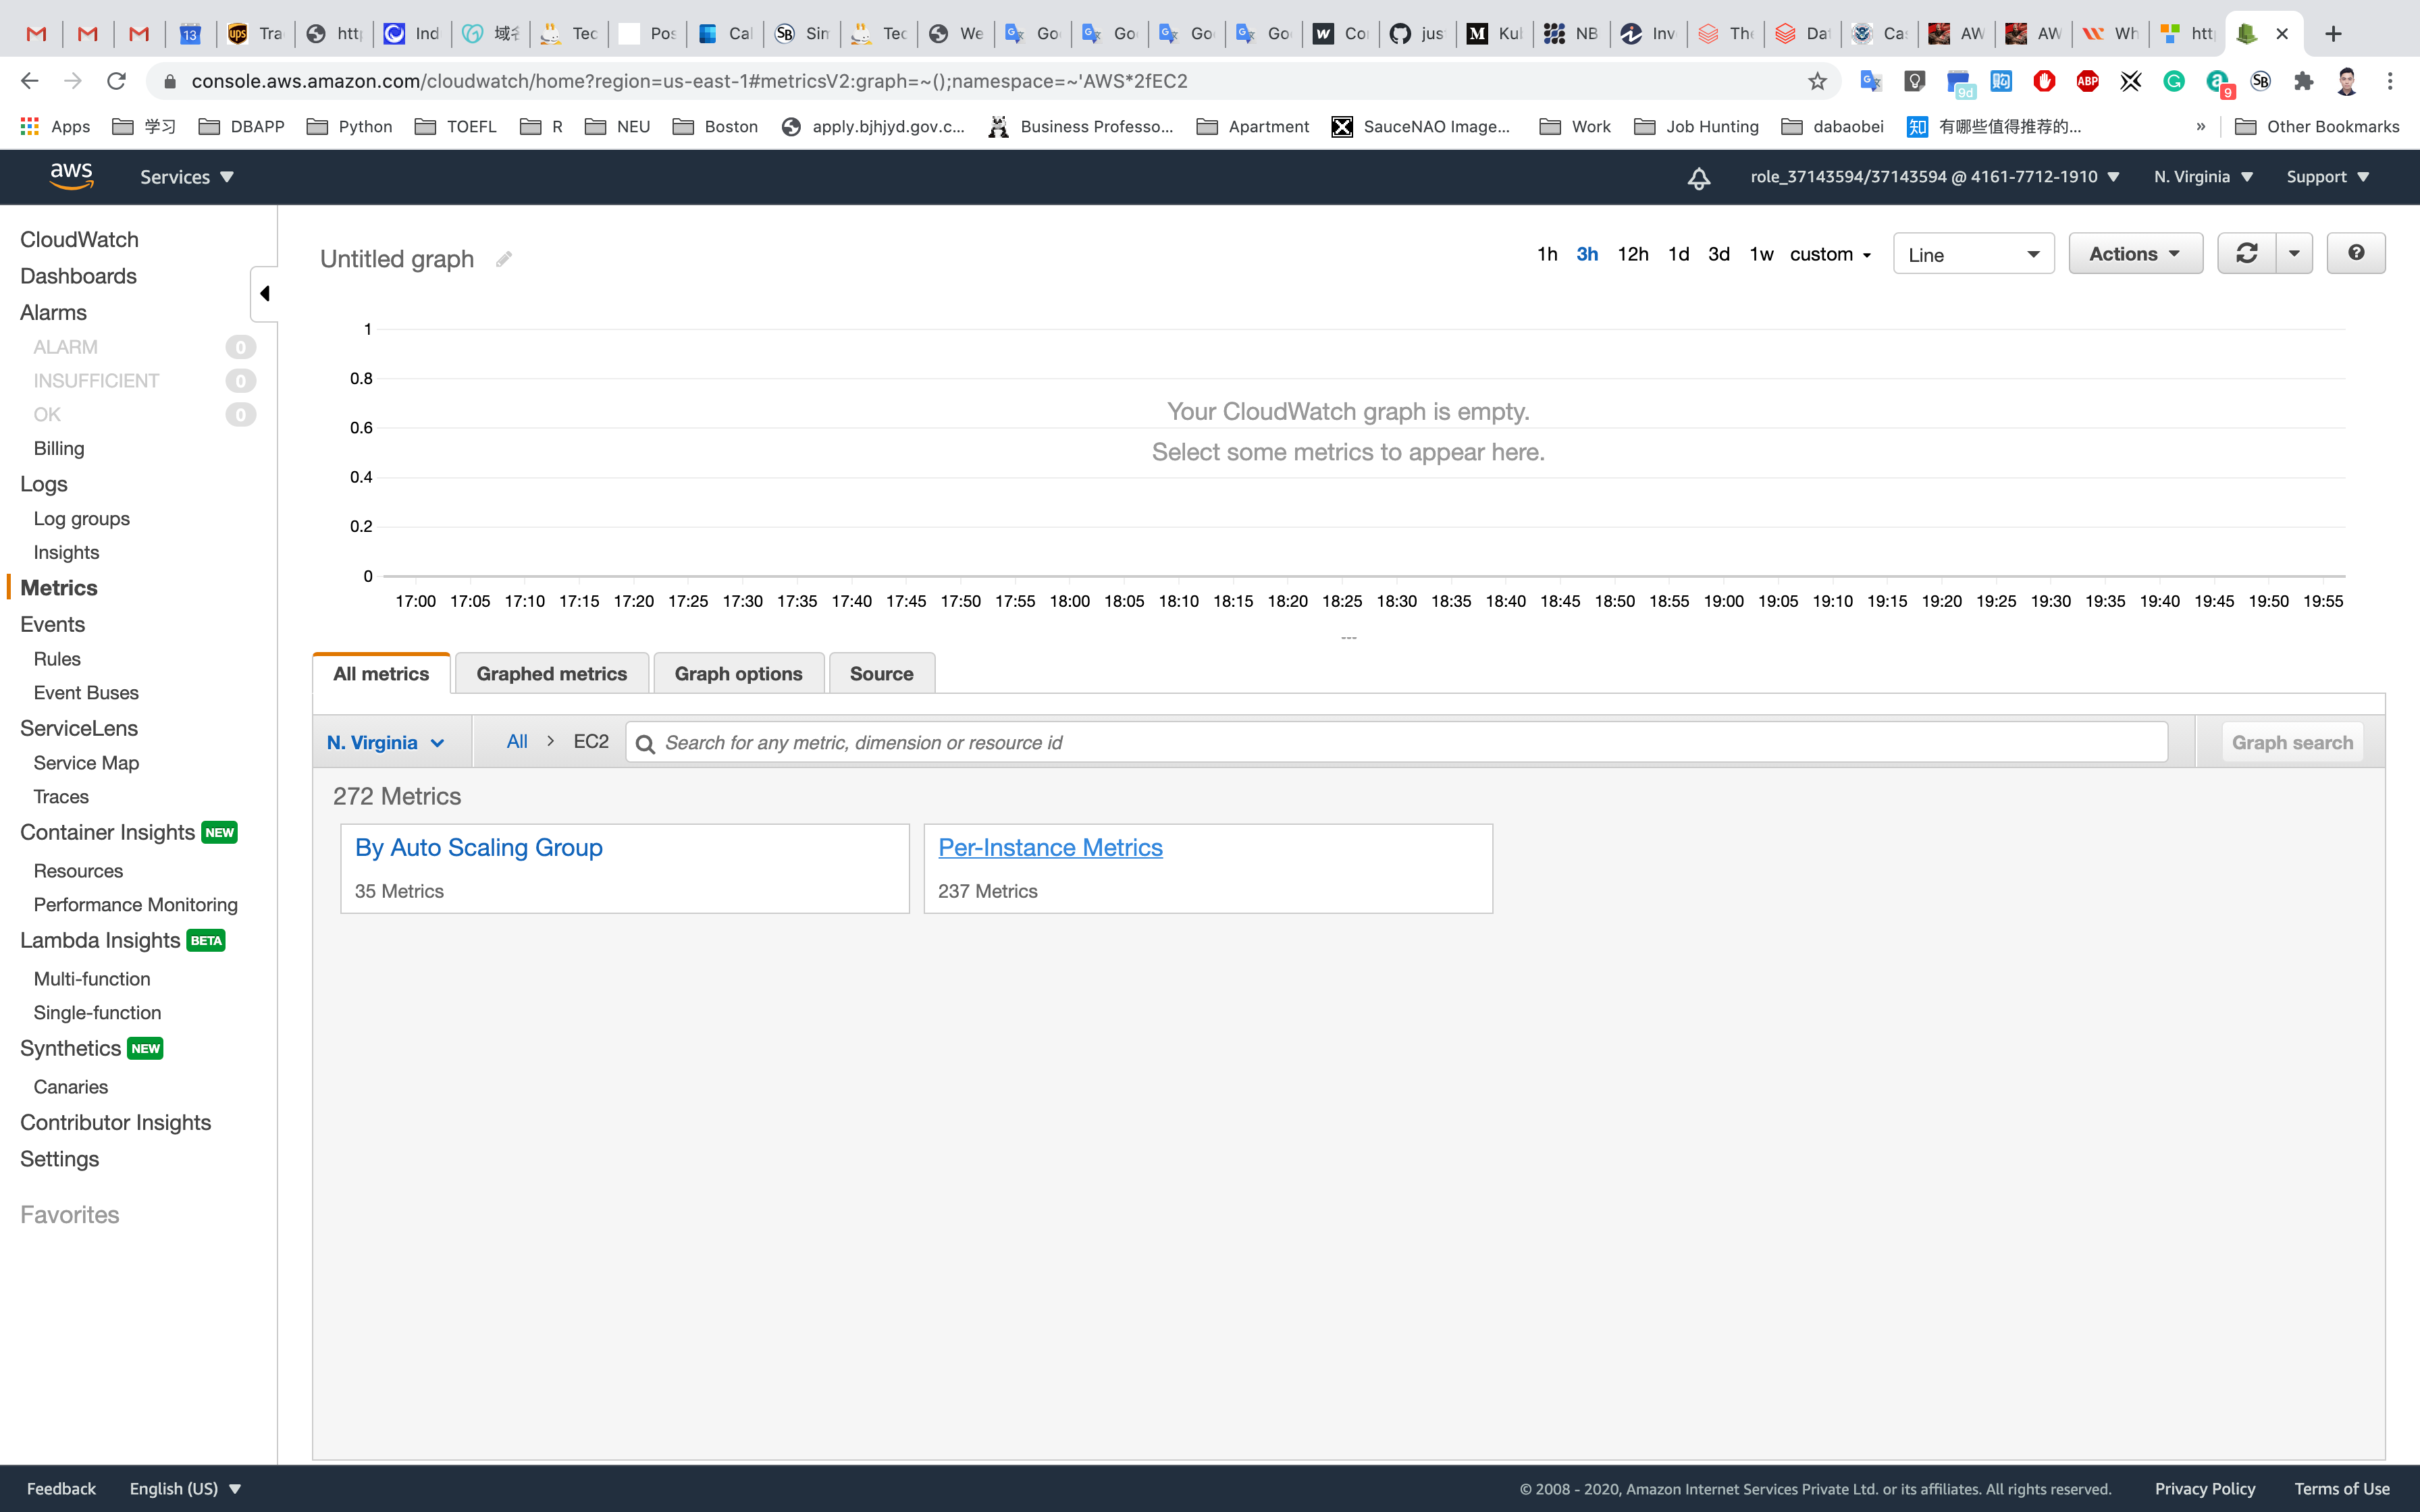 13
Tra
htt
Ind
域名
Tec
Pos
Cal
SB
Sim
Tec
We
Go
Go
Go
Go
Co
jus
Ku
NB
Inv
The
Dat
Ca
AW
AW
Wh
htt
console.aws.amazon.com/cloudwatch/home?region=us-east-1#metricsV2:graph=~();namespace=~'AWS*2fEC2
9d
ABP
9
SB
Apps
学习
DBAPP
Python
TOEFL
R
NEU
Boston
apply.bjhjyd.gov.c...
Business Professo...
Apartment
SauceNAO Image...
Work
Job Hunting
dabaobei
知
有哪些值得推荐的...
»
Other Bookmarks
aws
Services
role_37143594/37143594 @ 4161-7712-1910
N. Virginia
Support
CloudWatch
Dashboards
Alarms
ALARM 0
INSUFFICIENT 0
OK 0
Billing
Logs
Log groups
Insights
Metrics
Events
Rules
Event Buses
ServiceLens
Service Map
Traces
Container Insights NEW
Resources
Performance Monitoring
Lambda Insights BETA
Multi-function
Single-function
Synthetics NEW
Canaries
Contributor Insights
Settings
Favorites
Untitled graph
1h 3h 12h 1d 3d 1w custom
Line
Actions
?
1
0.8
0.6
0.4
0.2
0
Your CloudWatch graph is empty.
Select some metrics to appear here.
17:00 17:05 17:10 17:15 17:20 17:25 17:30 17:35 17:40 17:45 17:50 17:55 18:00 18:05 18:10 18:15 18:20 18:25 18:30 18:35 18:40 18:45 18:50 18:55 19:00 19:05 19:10 19:15 19:20 19:25 19:30 19:35 19:40 19:45 19:50 19:55
---
All metrics
Graphed metrics
Graph options
Source
N. Virginia
All > EC2
Search for any metric, dimension or resource id
Graph search
272 Metrics
By Auto Scaling Group
35 Metrics
Per-Instance Metrics
237 Metrics
Feedback
English (US)
© 2008 - 2020, Amazon Internet Services Private Ltd. or its affiliates. All rights reserved.
Privacy Policy
Terms of Use